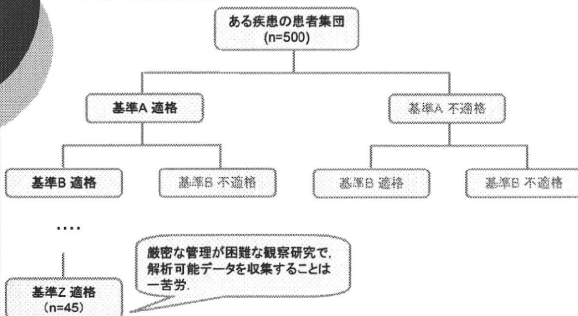 ある疾患の患者集団
(n=500)
基準A 適格
基準A 不適格
基準B 適格
基準B 不適格
基準B 適格
基準B 不適格
....
厳密な管理が困難な観察研究で,
解析可能データを収集することは
一苦労.
基準Z 適格
(n=45)